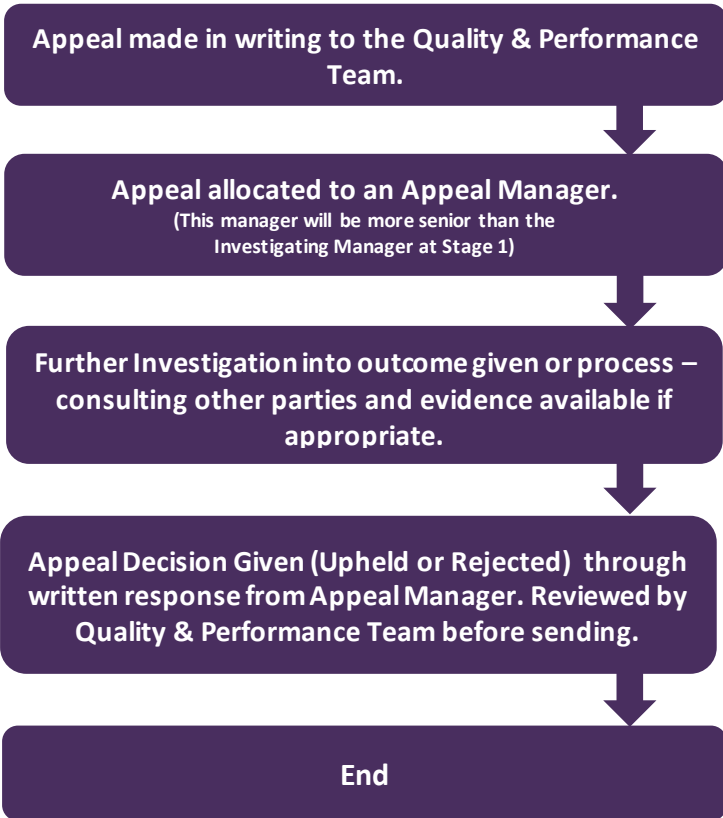 Appeal made in writing to the Quality & Performance
Team.
Appeal allocated to an Appeal Manager.
(This manager will be more senior than the
Investigating Manager at Stage 1)
Further Investigation into outcome given or process –
consulting other parties and evidence available if
appropriate.
Appeal Decision Given (Upheld or Rejected) through
written response from Appeal Manager. Reviewed by
Quality & Performance Team before sending.
End